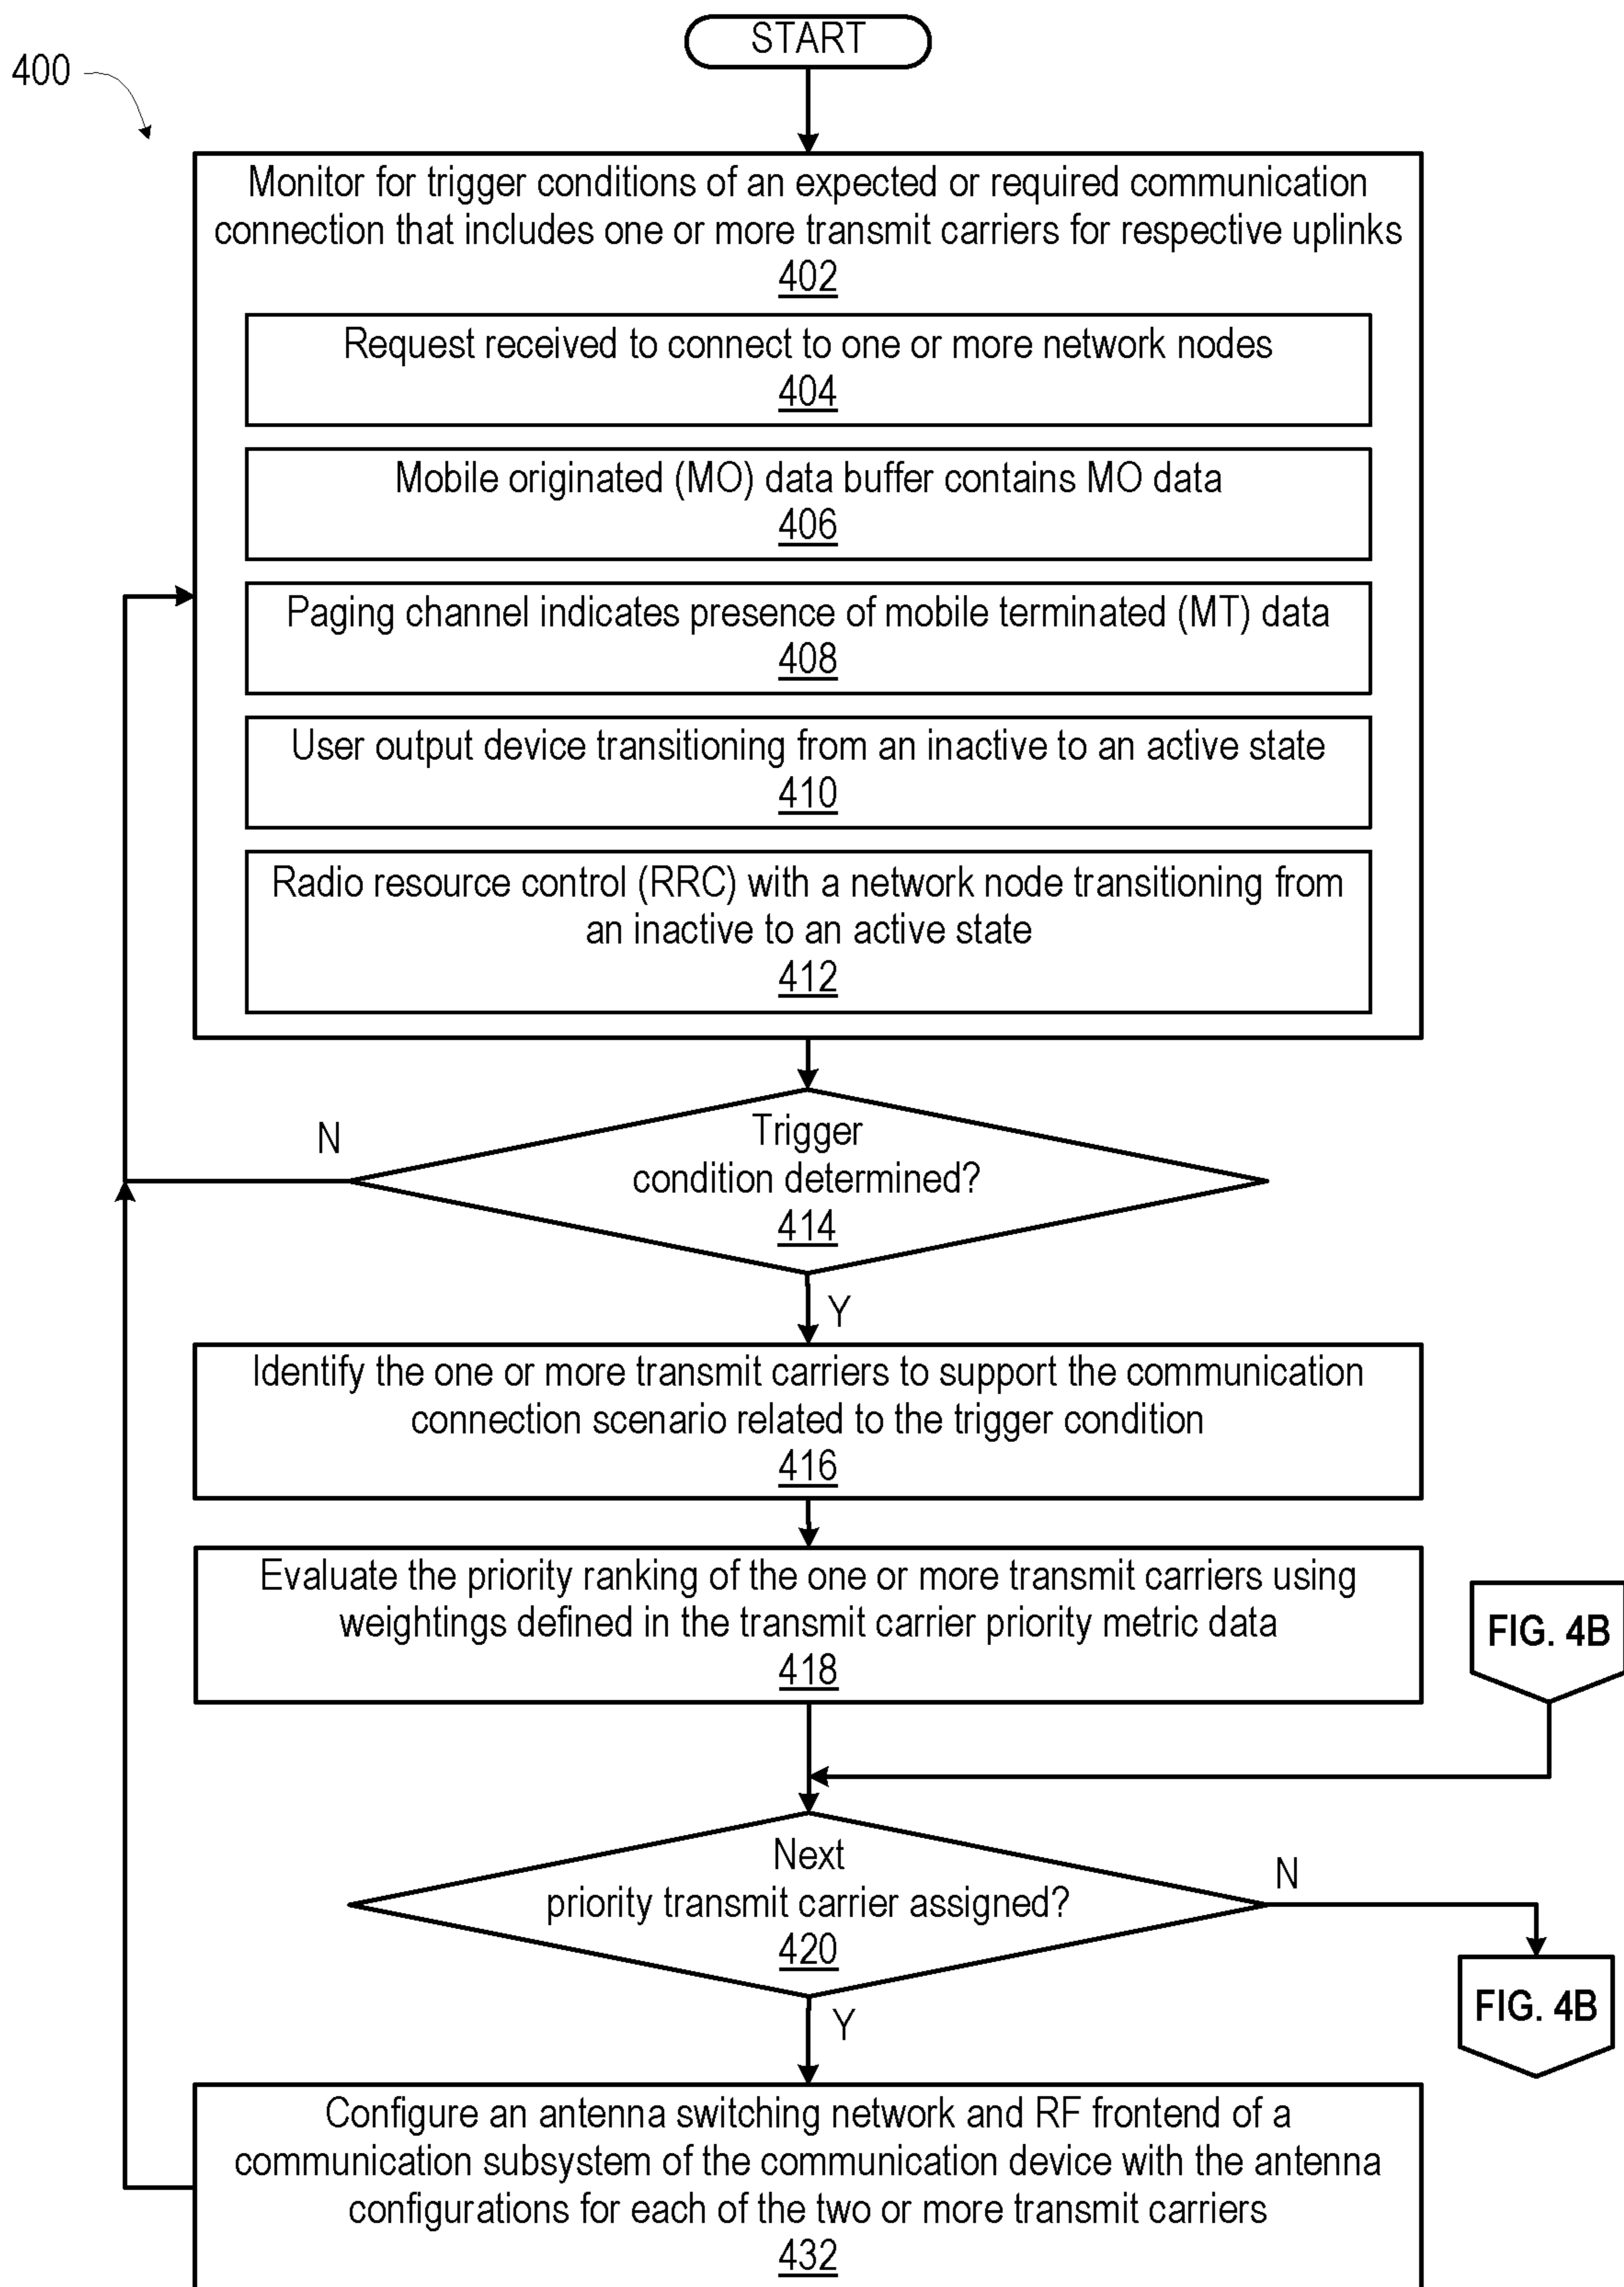 START
400
Monitor for trigger conditions of an expected or required communication
connection that includes one or more transmit carriers for respective uplinks
402
Request received to connect to one or more network nodes
404
Mobile originated (MO) data buffer contains MO data
406
Paging channel indicates presence of mobile terminated (MT) data
408
User output device transitioning from an inactive to an active state
410
Radio resource control (RRC) with a network node transitioning from
an inactive to an active state
412
N
Trigger
condition determined?
414
Y
Identify the one or more transmit carriers to support the communication
connection scenario related to the trigger condition
416
Evaluate the priority ranking of the one or more transmit carriers using
weightings defined in the transmit carrier priority metric data
418
FIG. 4B
Next
priority transmit carrier assigned?
420
N
FIG. 4B
Y
Configure an antenna switching network and RF frontend of a
communication subsystem of the communication device with the antenna
configurations for each of the two or more transmit carriers
432